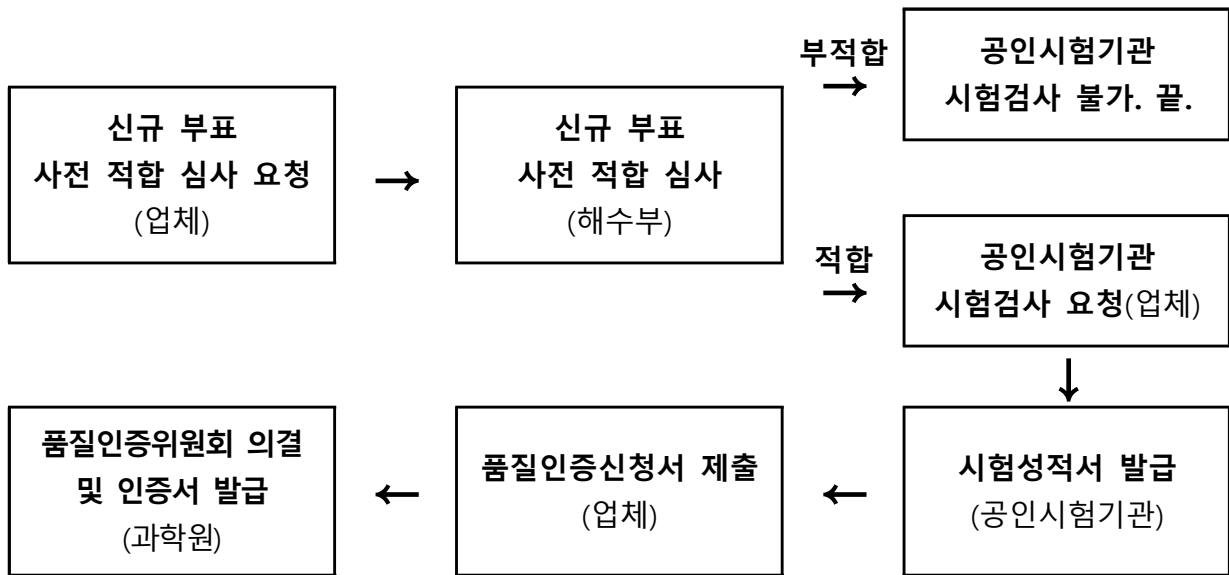 신규 부표
사전 적합 심사 요청
(업체)
→
신규 부표
사전 적합 심사
(해수부)
부적합
→
공인시험기관
시험검사 불가. 끝.
적합
→
공인시험기관
시험검사 요청(업체)
↓
시험성적서 발급
(공인시험기관)
←
품질인증신청서 제출
(업체)
←
품질인증위원회 의결
및 인증서 발급
(과학원)